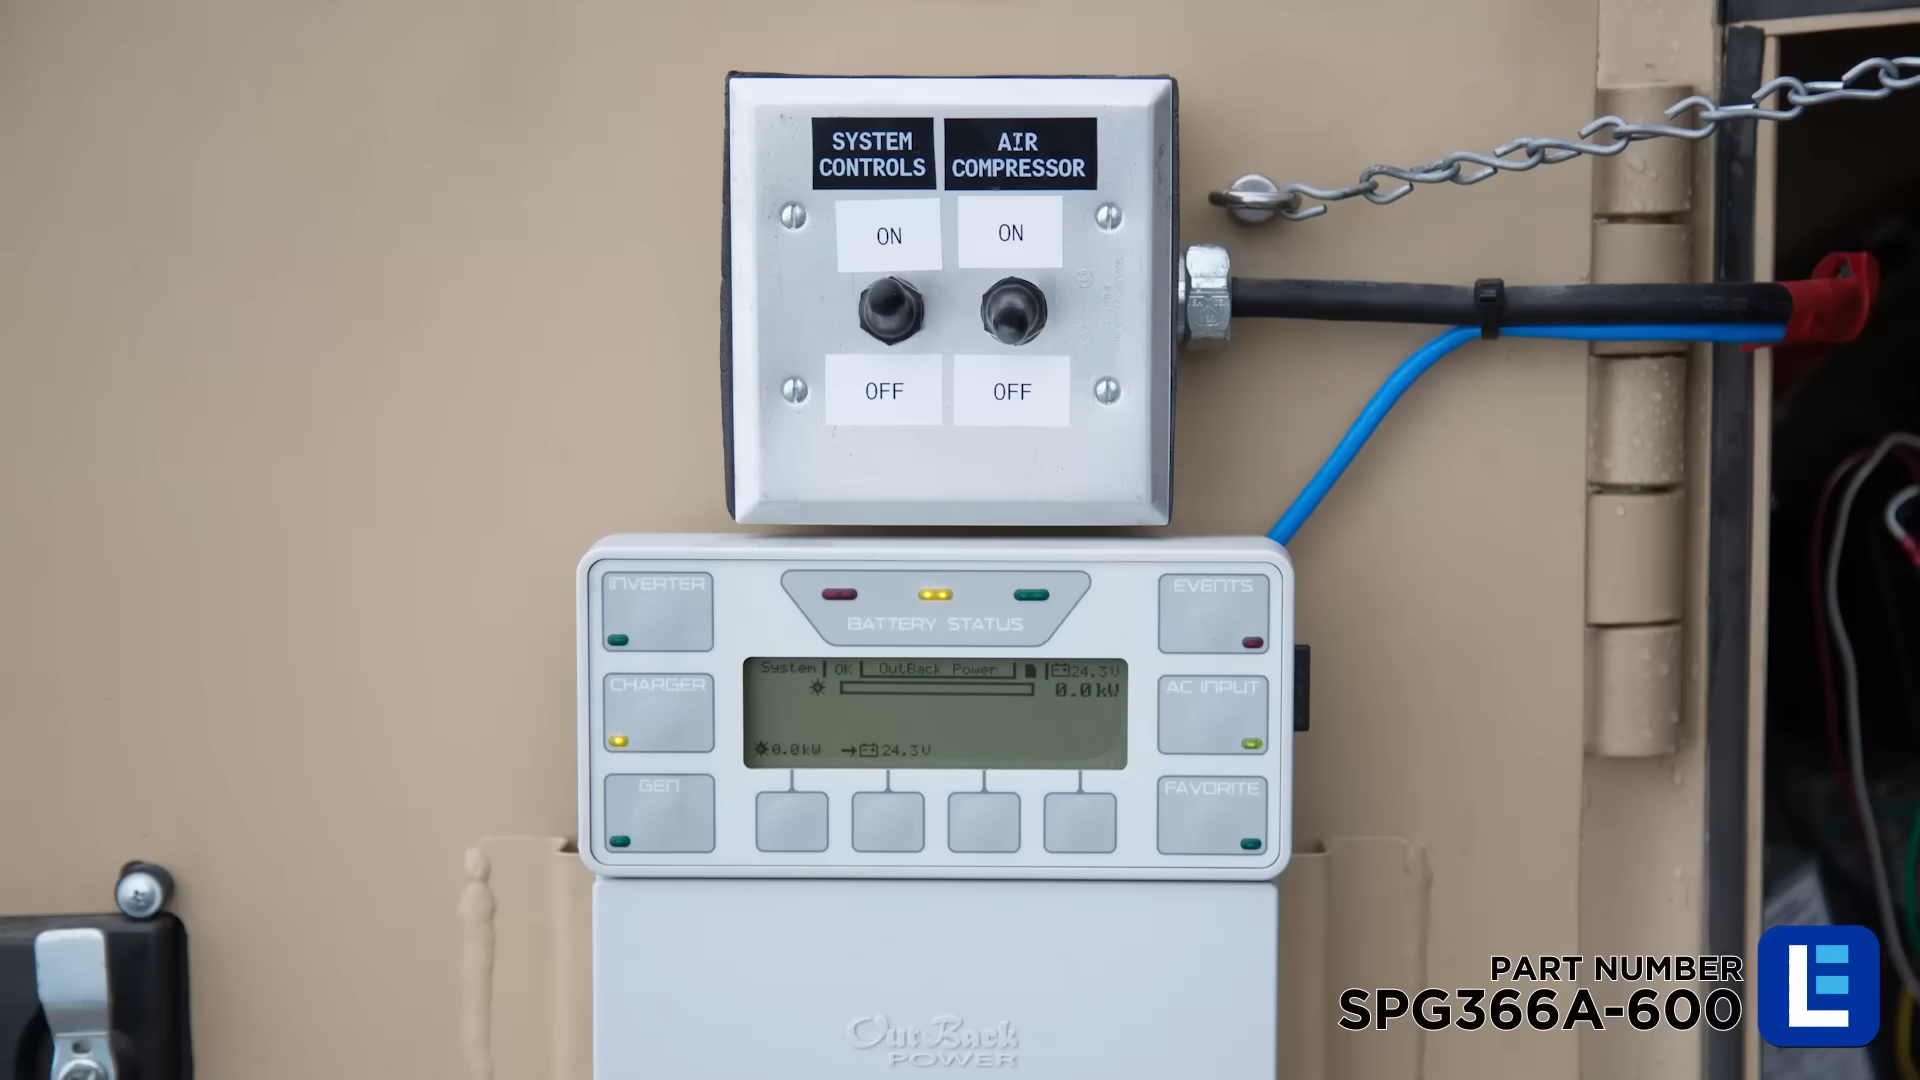 SYSTEM
CONTROLS
AIR
COMPRESSOR
ON
ON
OFF
OFF
INVERTER
BATTERY STATUS
EVENTS
CHARGER
System OK OutBack Power 24.3V
0.0kW
0.0kW 24.3V
AC INPUT
GEN
FAVORITE
OutBack
POWER
PART NUMBER
SPG366A-600
LE